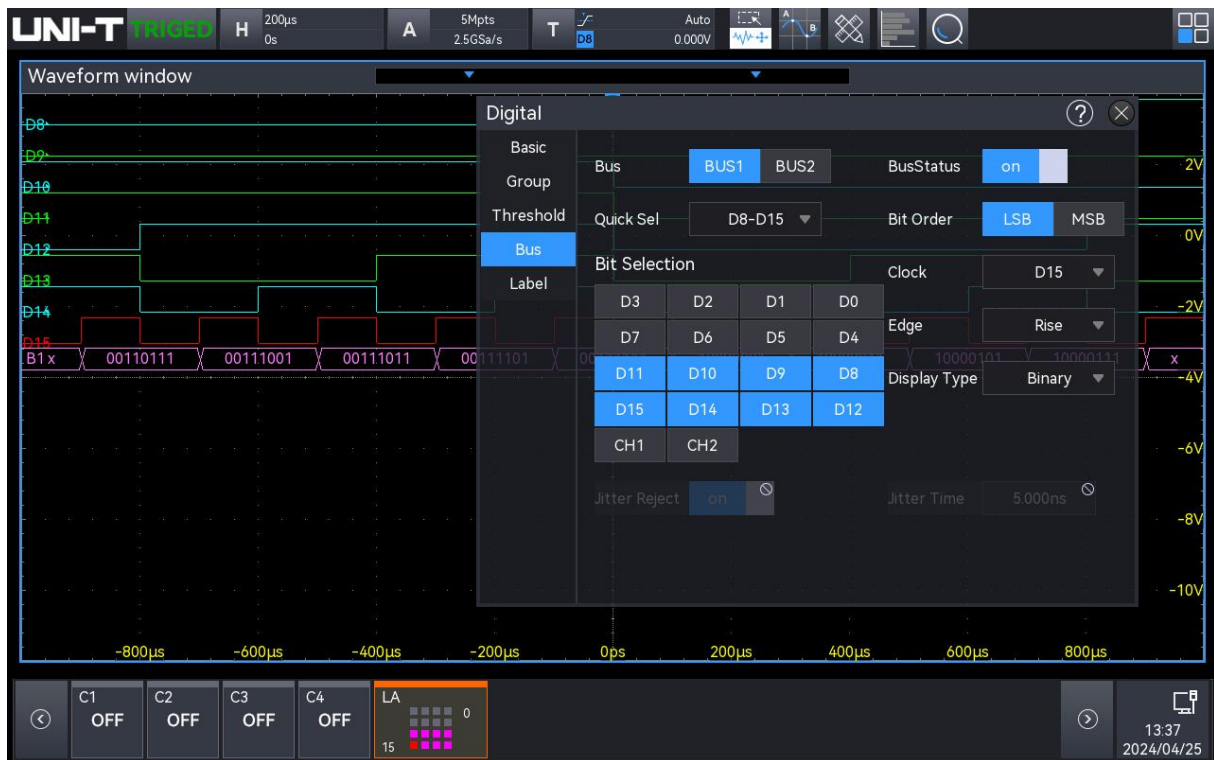 UNI-T TRIGED H 200μs 0s A 5Mpts 2.5GSa/s T D8 Auto 0.000V A B
Waveform window
Digital
Basic
Group
Threshold
Bus
Label
Bus BUS1 BUS2 BusStatus on
Quick Sel D8-D15 Bit Order LSB MSB
Bit Selection Clock D15
D3 D2 D1 D0
Edge Rise
D7 D6 D5 D4
D11 D10 D9 D8
Display Type Binary
D15 D14 D13 D12
CH1 CH2
Jitter Reject on Jitter Time 5.000ns
D8
D9
D10
D11
D12
D13
D14
D15
B1 x 00110111 00111001 00111011 00111101 10000101 10000111 x
2V
0V
-2V
-4V
-6V
-8V
-10V
-800μs -600μs -400μs -200μs 0ps 200μs 400μs 600μs 800μs
C1 OFF
C2 OFF
C3 OFF
C4 OFF
LA 0 15
13:37
2024/04/25